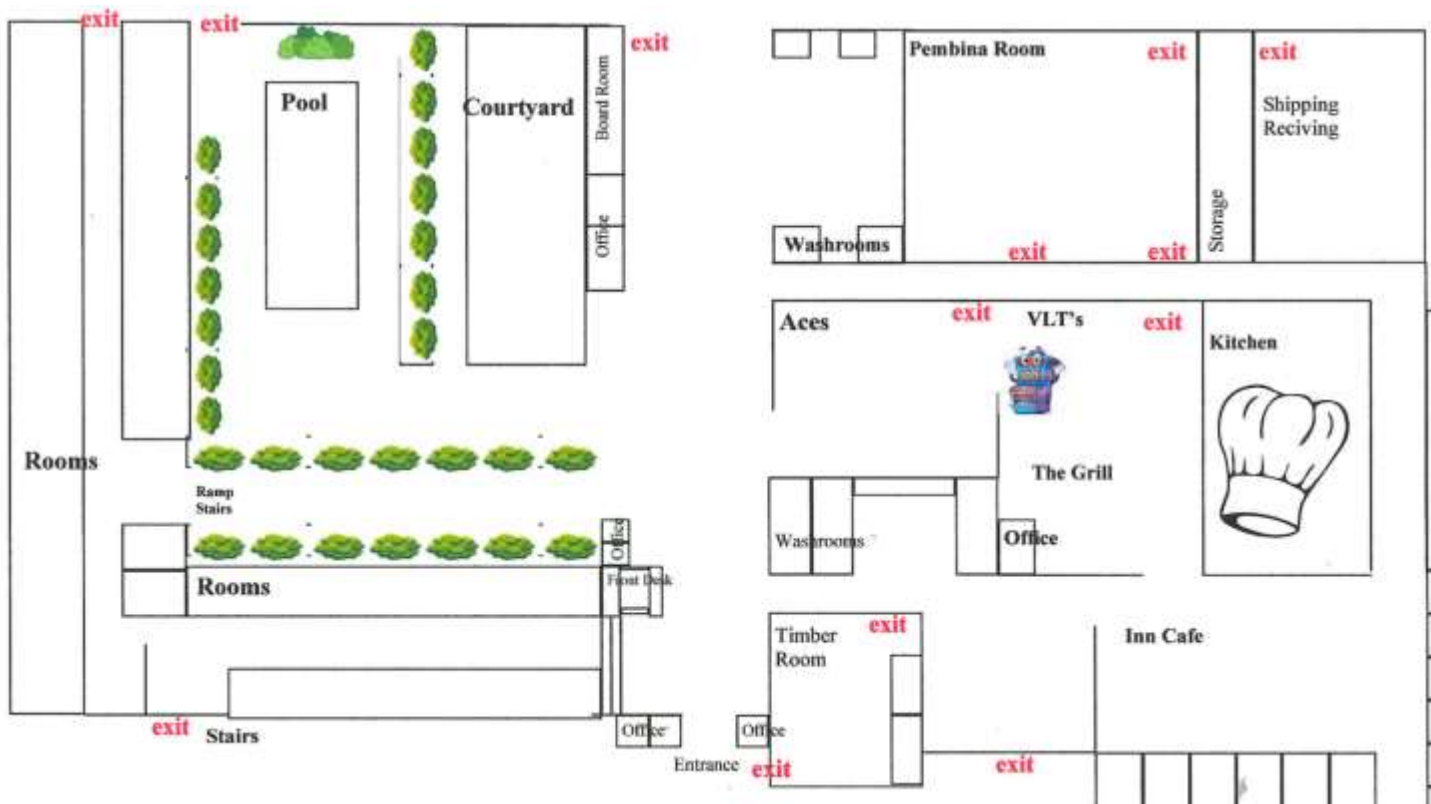 exit
exit
exit
Pembina Room
exit
exit
Pool
Courtyard
Board Room
Shipping
Reciving
Office
Washrooms
exit
exit
Storage
Aces
exit
VLT's
exit
Kitchen
Rooms
The Grill
Ramp
Stairs
Office
Washrooms
Office
Rooms
Front Desk
Timber
Room
exit
Inn Cafe
exit
Stairs
Office
Office
Entrance
exit
exit